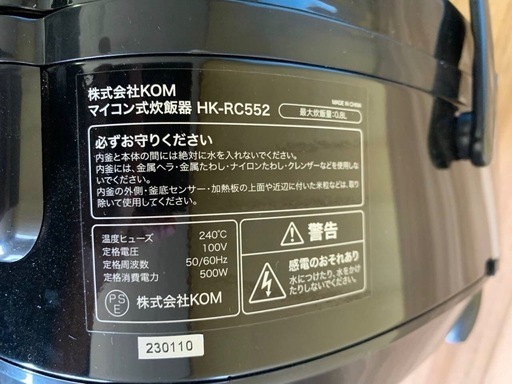 株式会社KOM
マイコン式炊飯器 HK-RC552
MADE IN CHINA
最大炊飯量:0.8L
必ずお守りください
内釜と本体の間には絶対に水を入れないでください。
内釜には、金属ヘラ・金属たわし・ナイロンたわし・クレンザーなどを使用しな
いでください。
内釜の外側・釜底センサー・加熱板の上面や近辺に付いた米粒などは、取り
除いて使用してください。
温度ヒューズ 240℃
定格電圧 100V
定格周波数 50/60Hz
定格消費電力 500W
PSE 株式会社KOM
警告
感電のおそれあり
水につけたり、水をかけ
たりしないでください。
230110